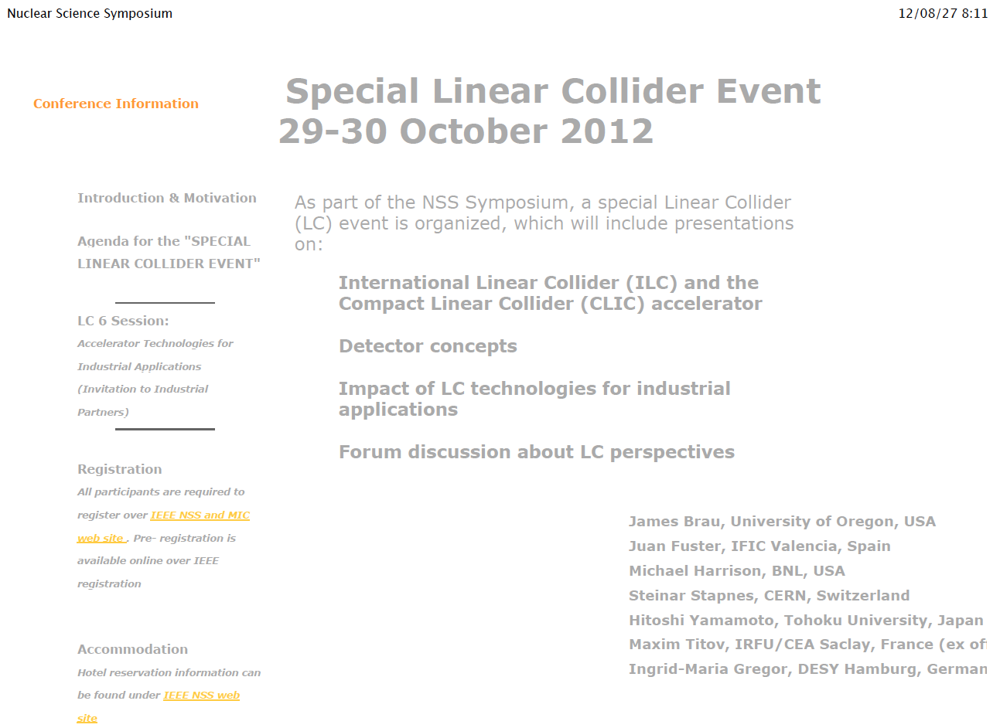 Nuclear Science Symposium
12/08/27 8:11
Conference Information
Special Linear Collider Event
29-30 October 2012
Introduction & Motivation
Agenda for the "SPECIAL
LINEAR COLLIDER EVENT"
LC 6 Session:
Accelerator Technologies for
Industrial Applications
(Invitation to Industrial
Partners)
Registration
All participants are required to
register over IEEE NSS and MIC
web site . Pre- registration is
available online over IEEE
registration
Accommodation
Hotel reservation information can
be found under IEEE NSS web
site
As part of the NSS Symposium, a special Linear Collider
(LC) event is organized, which will include presentations
on:
International Linear Collider (ILC) and the
Compact Linear Collider (CLIC) accelerator
Detector concepts
Impact of LC technologies for industrial
applications
Forum discussion about LC perspectives
James Brau, University of Oregon, USA
Juan Fuster, IFIC Valencia, Spain
Michael Harrison, BNL, USA
Steinar Stapnes, CERN, Switzerland
Hitoshi Yamamoto, Tohoku University, Japan
Maxim Titov, IRFU/CEA Saclay, France (ex
Ingrid-Maria Gregor, DESY Hamburg, German